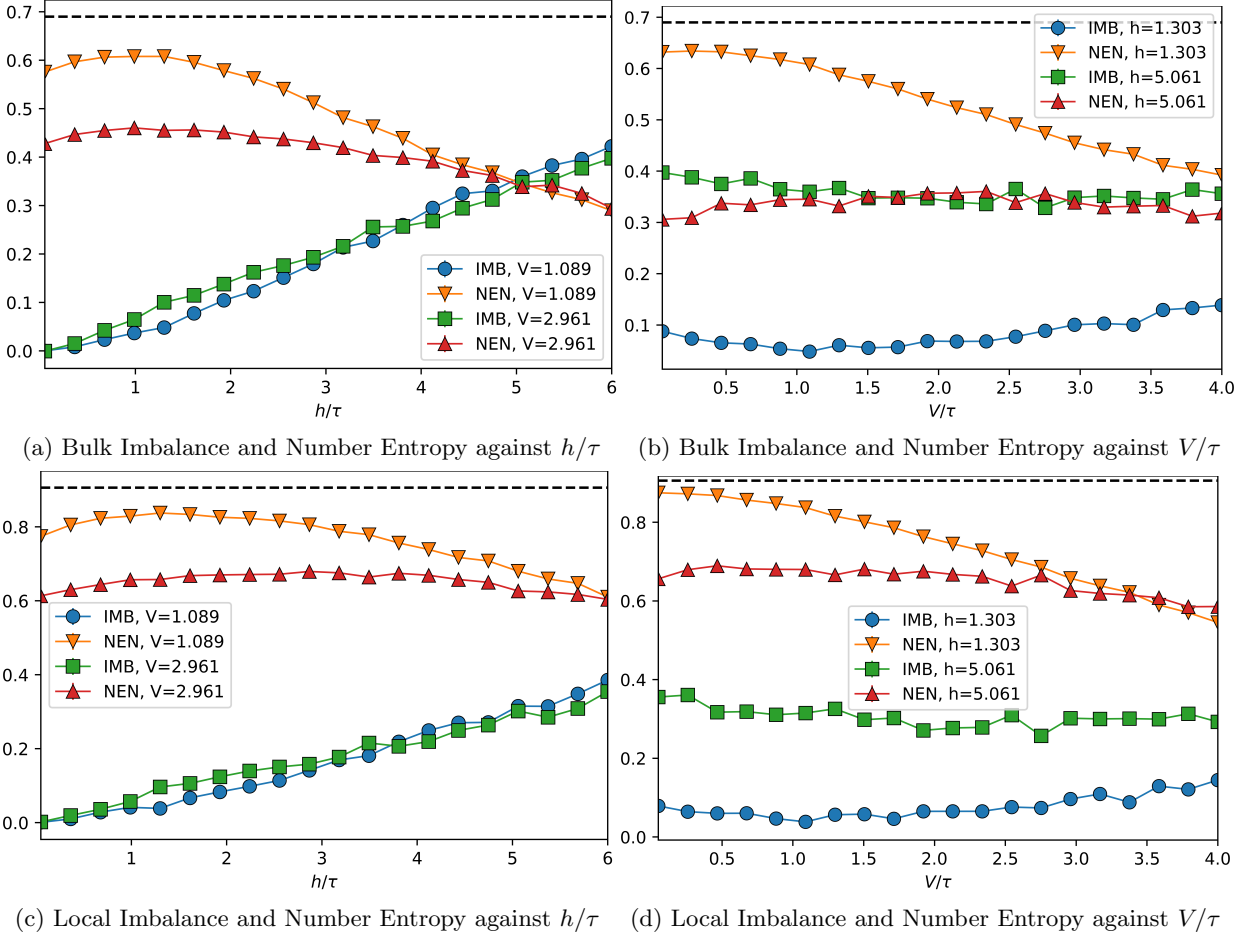 0.7
0.6
0.5
0.4
0.3
0.2
0.1
0.0
IMB, V=1.089
NEN, V=1.089
IMB, V=2.961
NEN, V=2.961
1 2 3 4 5 6
h/τ
(a) Bulk Imbalance and Number Entropy against h/τ
0.7
0.6
0.5
0.4
0.3
0.2
0.1
IMB, h=1.303
NEN, h=1.303
IMB, h=5.061
NEN, h=5.061
0.5 1.0 1.5 2.0 2.5 3.0 3.5 4.0
V/τ
(b) Bulk Imbalance and Number Entropy against V/τ
0.8
0.6
0.4
0.2
0.0
IMB, V=1.089
NEN, V=1.089
IMB, V=2.961
NEN, V=2.961
1 2 3 4 5 6
h/τ
(c) Local Imbalance and Number Entropy against h/τ
0.8
0.6
0.4
0.2
0.0
IMB, h=1.303
NEN, h=1.303
IMB, h=5.061
NEN, h=5.061
0.5 1.0 1.5 2.0 2.5 3.0 3.5 4.0
V/τ
(d) Local Imbalance and Number Entropy against V/τ